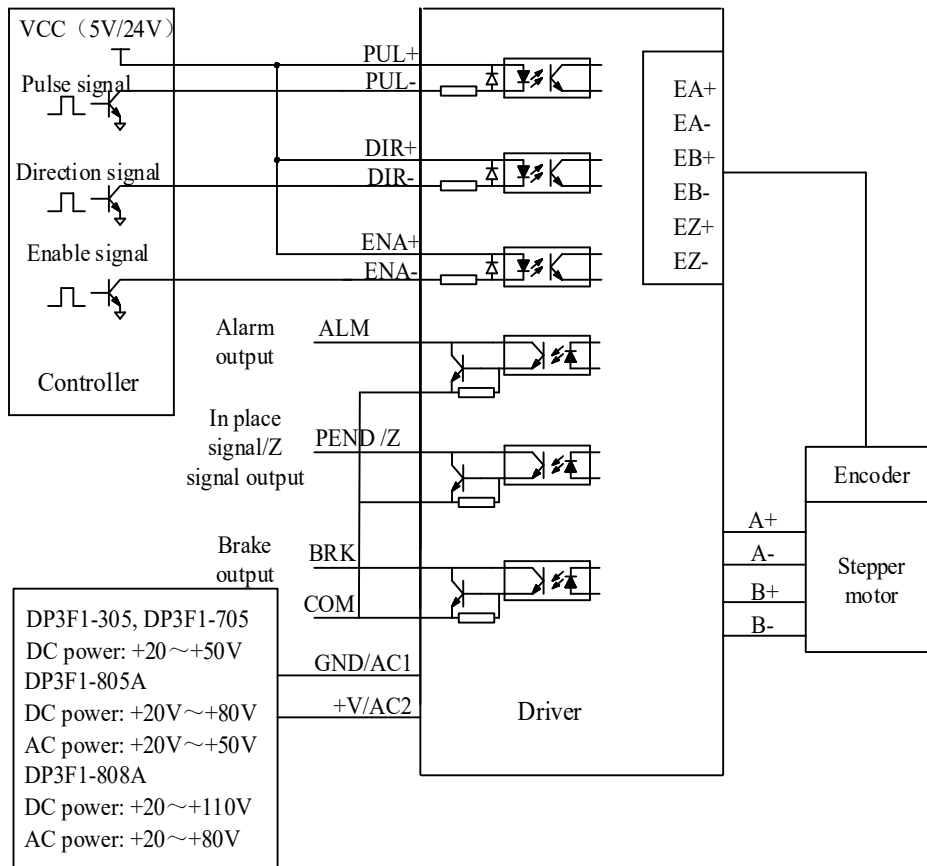 VCC（5V/24V）
Pulse signal
Direction signal
Enable signal
Controller
PUL+
PUL-
DIR+
DIR-
ENA+
ENA-
Alarm
output
ALM
In place
signal/Z
signal output
PEND /Z
Brake
output
BRK
COM
GND/AC1
+V/AC2
DP3F1-305, DP3F1-705
DC power: +20～+50V
DP3F1-805A
DC power: +20V～+80V
AC power: +20V～+50V
DP3F1-808A
DC power: +20～+110V
AC power: +20～+80V
Driver
EA+
EA-
EB+
EB-
EZ+
EZ-
A+
A-
B+
B-
Encoder
Stepper
motor